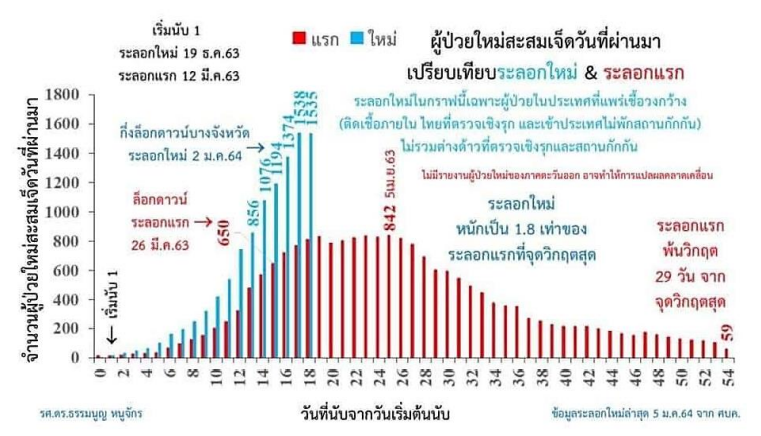 เริ่มนับ 1
ระลอกใหม่ 19 ธ.ค.63
ระลอกแรก 12 มี.ค.63
แรก ใหม่
ผู้ป่วยใหม่สะสมเจ็ดวันที่ผ่านมา
เปรียบเทียบระลอกใหม่ & ระลอกแรก
ระลอกใหม่ในกราฟนี้เฉพาะผู้ป่วยในประเทศที่แพร่เชื้อวงกว้าง
(ติดเชื้อภายใน ไทยที่ตรวจเชิงรุก และเข้าประเทศไม่พักสถานกักกัน)
ไม่รวมต่างด้าวที่ตรวจเชิงรุกและสถานกักกัน
ไม่มีรายงานผู้ป่วยใหม่ของภาคตะวันออก อาจทำให้การแปลผลคลาดเคลื่อน
จำนวนผู้ป่วยใหม่สะสมเจ็ดวันที่ผ่านมา
1800
1600
1400
1200
1000
800
600
400
200
0
กึ่งล็อกดาวน์บางจังหวัด
ระลอกใหม่ 2 ม.ค.64
ล็อกดาวน์
ระลอกแรก
26 มี.ค.63
650
856
1076
1194
1374
1538
1535
842 5เม.ย.63
ระลอกใหม่
หนักเป็น 1.8 เท่าของ
ระลอกแรกที่จุดวิกฤตสุด
ระลอกแรก
พ้นวิกฤต
29 วัน จาก
จุดวิกฤตสุด
59
เริ่มนับ 1
0 2 4 6 8 10 12 14 16 18 20 22 24 26 28 30 32 34 36 38 40 42 44 46 48 50 52 54
รศ.ดร.ธรรมนูญ หนูจักร
วันที่นับจากวันเริ่มต้นนับ
ข้อมูลระลอกใหม่ล่าสุด 5 ม.ค.64 จาก ศบค.